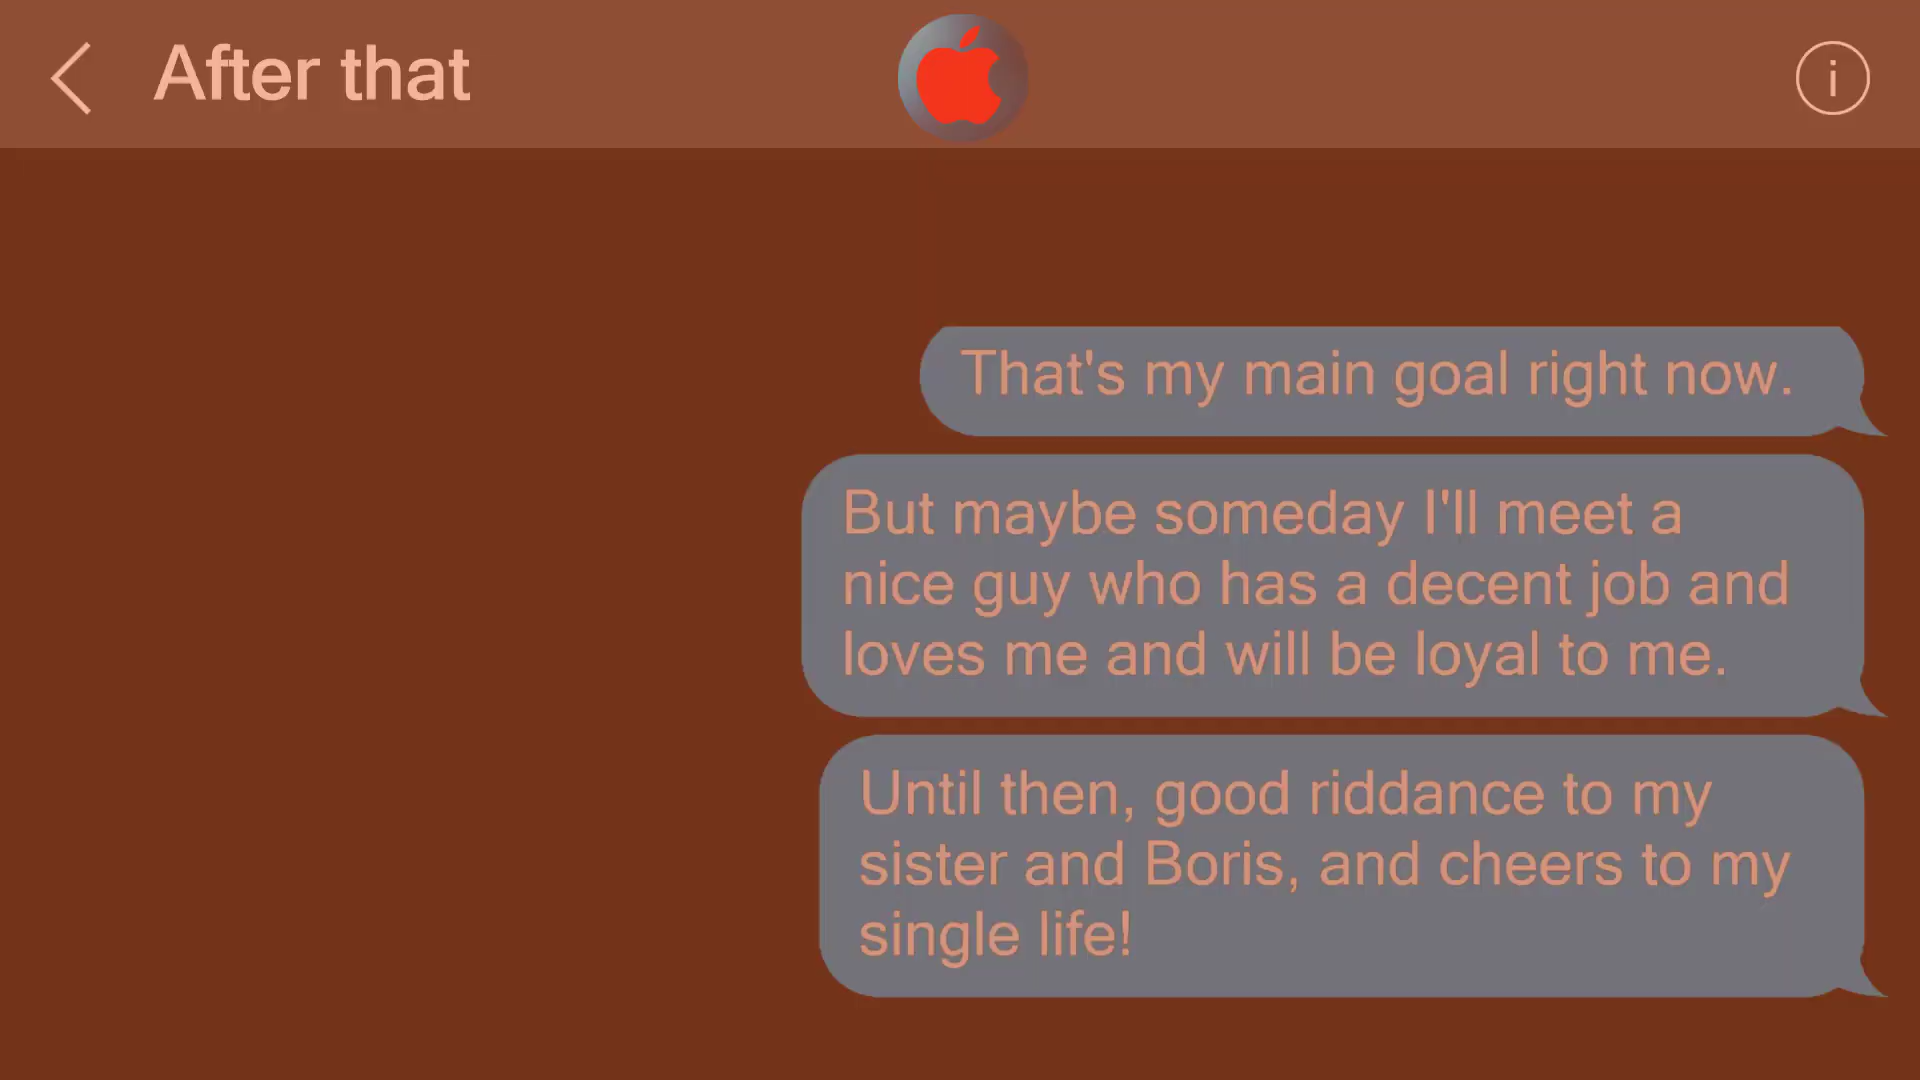 After that
i
That's my main goal right now.
But maybe someday I'll meet a
nice guy who has a decent job and
loves me and will be loyal to me.
Until then, good riddance to my
sister and Boris, and cheers to my
single life!